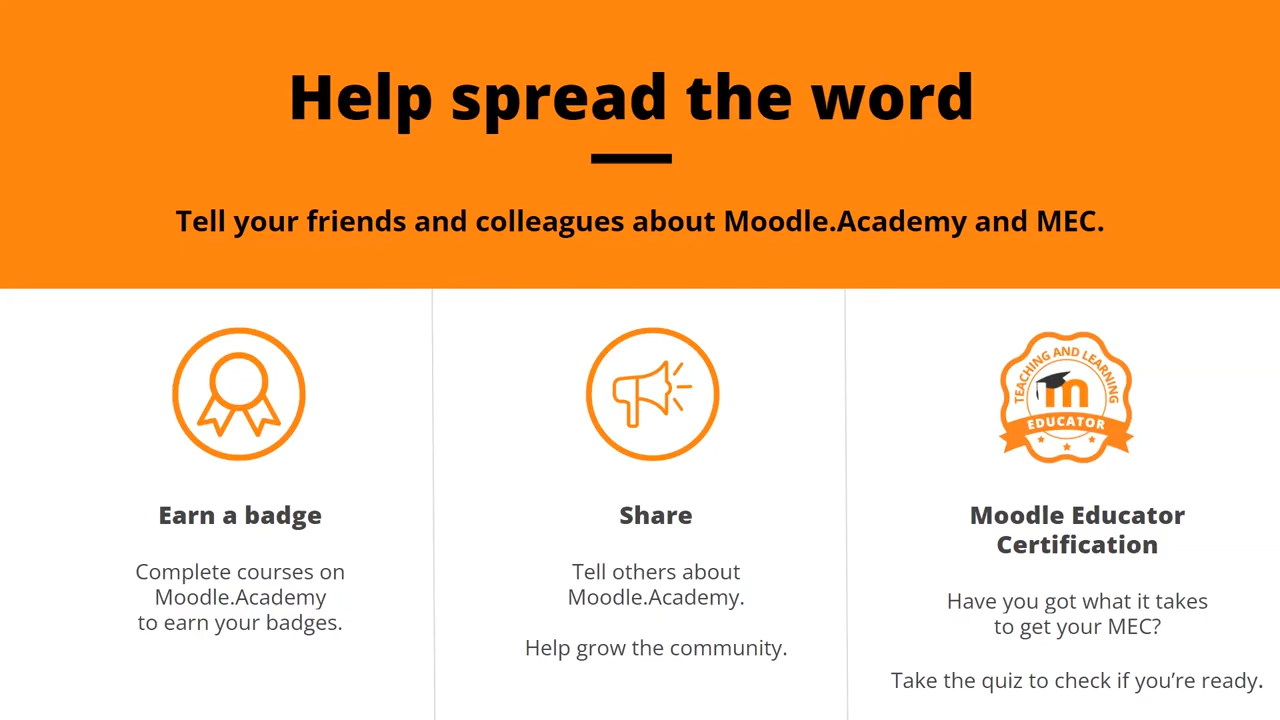 Help spread the word
Tell your friends and colleagues about Moodle.Academy and MEC.
Earn a badge
Complete courses on
Moodle.Academy
to earn your badges.
Share
Tell others about
Moodle.Academy.
Help grow the community.
TEACHING AND LEARNING
m
EDUCATOR
Moodle Educator
Certification
Have you got what it takes
to get your MEC?
Take the quiz to check if you’re ready.